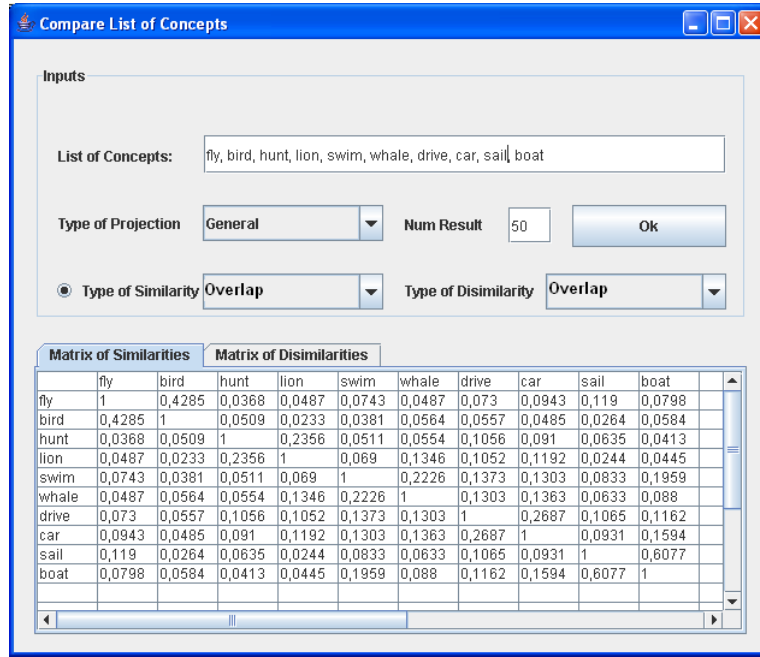 Compare List of Concepts
Inputs
List of Concepts: fly, bird, hunt, lion, swim, whale, drive, car, sail, boat
Type of Projection General Num Result 50 Ok
Type of Similarity Overlap Type of Disimilarity Overlap
Matrix of Similarities Matrix of Disimilarities
fly bird hunt lion swim whale drive car sail boat
fly 1 0,4285 0,0368 0,0487 0,0743 0,0487 0,073 0,0943 0,119 0,0798
bird 0,4285 1 0,0509 0,0233 0,0381 0,0564 0,0557 0,0485 0,0264 0,0584
hunt 0,0368 0,0509 1 0,2356 0,0511 0,0554 0,1056 0,091 0,0635 0,0413
lion 0,0487 0,0233 0,2356 1 0,069 0,1346 0,1052 0,1192 0,0244 0,0445
swim 0,0743 0,0381 0,0511 0,069 1 0,2226 0,1373 0,1303 0,0833 0,1959
whale 0,0487 0,0564 0,0554 0,1346 0,2226 1 0,1303 0,1363 0,0633 0,088
drive 0,073 0,0557 0,1056 0,1052 0,1373 0,1303 1 0,2687 0,1065 0,1162
car 0,0943 0,0485 0,091 0,1192 0,1303 0,1363 0,2687 1 0,0931 0,1594
sail 0,119 0,0264 0,0635 0,0244 0,0833 0,0633 0,1065 0,0931 1 0,6077
boat 0,0798 0,0584 0,0413 0,0445 0,1959 0,088 0,1162 0,1594 0,6077 1